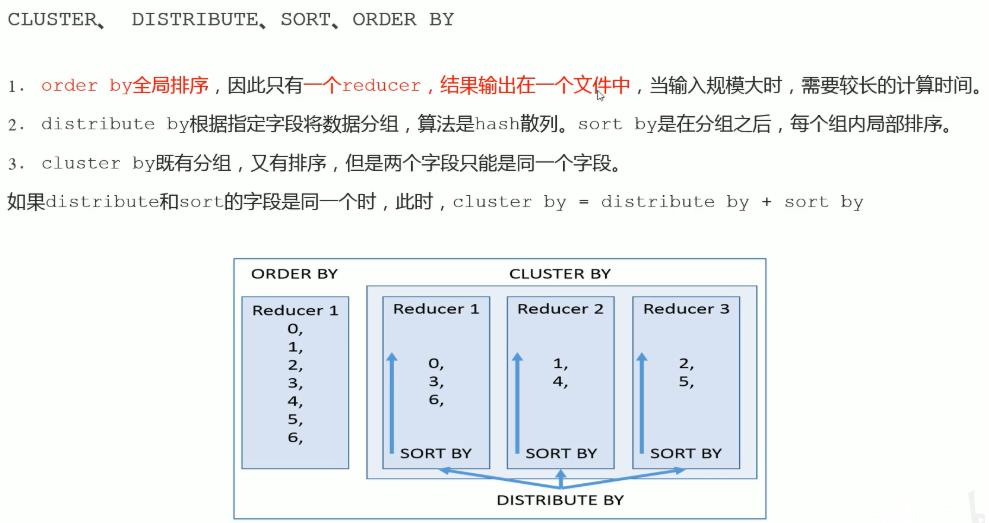 CLUSTER、 DISTRIBUTE、SORT、ORDER BY
1. order by全局排序，因此只有一个reducer，结果输出在一个文件中，当输入规模大时，需要较长的计算时间。
2. distribute by根据指定字段将数据分组，算法是hash散列。sort by是在分组之后，每个组内局部排序。
3. cluster by既有分组，又有排序，但是两个字段只能是同一个字段。
如果distribute和sort的字段是同一个时，此时，cluster by = distribute by + sort by
ORDER BY
Reducer 1
0,
1,
2,
3,
4,
5,
6,
CLUSTER BY
Reducer 1
0,
3,
6,
SORT BY
Reducer 2
1,
4,
SORT BY
Reducer 3
2,
5,
SORT BY
DISTRIBUTE BY